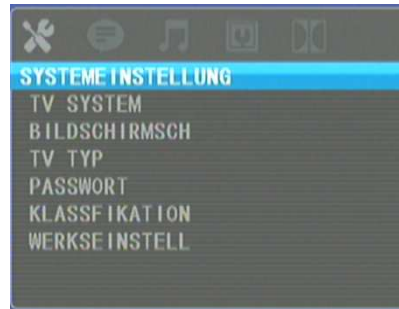 SYSTEMEINSTELLUNG
TV SYSTEM
BILDSCHIRMSCH
TV TYP
PASSWORT
KLASSFIKATION
WERKSEINSTELL